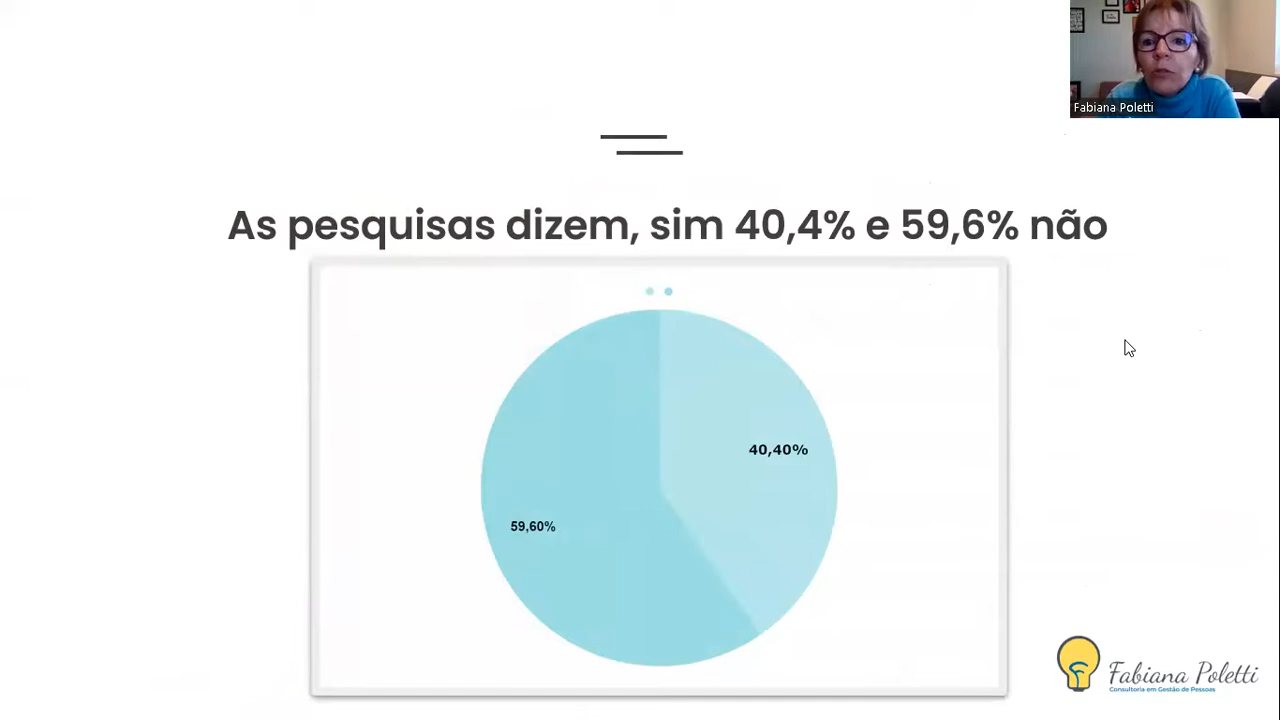 Fabiana Poletti
As pesquisas dizem, sim 40,4% e 59,6% não
40,40%
59,60%
Fabiana Poletti
Consultoria em Gestão de Pessoas